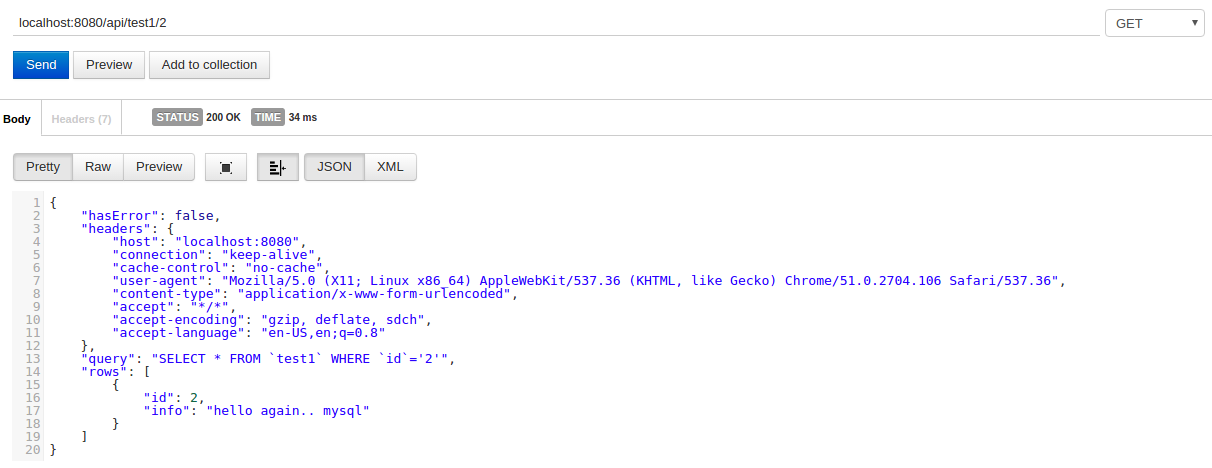 localhost:8080/api/test1/2 GET
Send Preview Add to collection
Body Headers (7) STATUS 200 OK TIME 34 ms
Pretty Raw Preview JSON XML
1 {
2     "hasError": false,
3     "headers": {
4         "host": "localhost:8080",
5         "connection": "keep-alive",
6         "cache-control": "no-cache",
7         "user-agent": "Mozilla/5.0 (X11; Linux x86_64) AppleWebKit/537.36 (KHTML, like Gecko) Chrome/51.0.2704.106 Safari/537.36",
8         "content-type": "application/x-www-form-urlencoded",
9         "accept": "*/*",
10         "accept-encoding": "gzip, deflate, sdch",
11         "accept-language": "en-US,en;q=0.8"
12     },
13     "query": "SELECT * FROM `test1` WHERE `id`='2'",
14     "rows": [
15         {
16             "id": 2,
17             "info": "hello again.. mysql"
18         }
19     ]
20 }